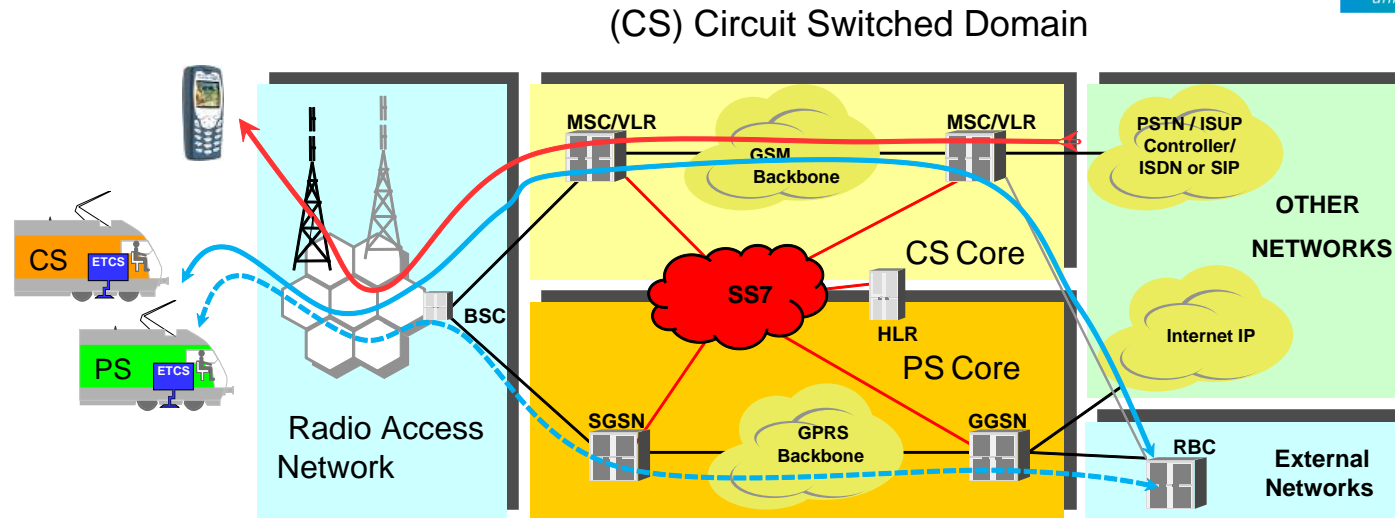 (CS) Circuit Switched Domain
MSC/VLR
MSC/VLR
PSTN / ISUP
Controller/
ISDN or SIP
GSM
Backbone
OTHER
NETWORKS
CS
ETCS
CS Core
SS7
BSC
HLR
Internet IP
PS
ETCS
PS Core
Radio Access
Network
SGSN
GPRS
Backbone
GGSN
RBC
External
Networks